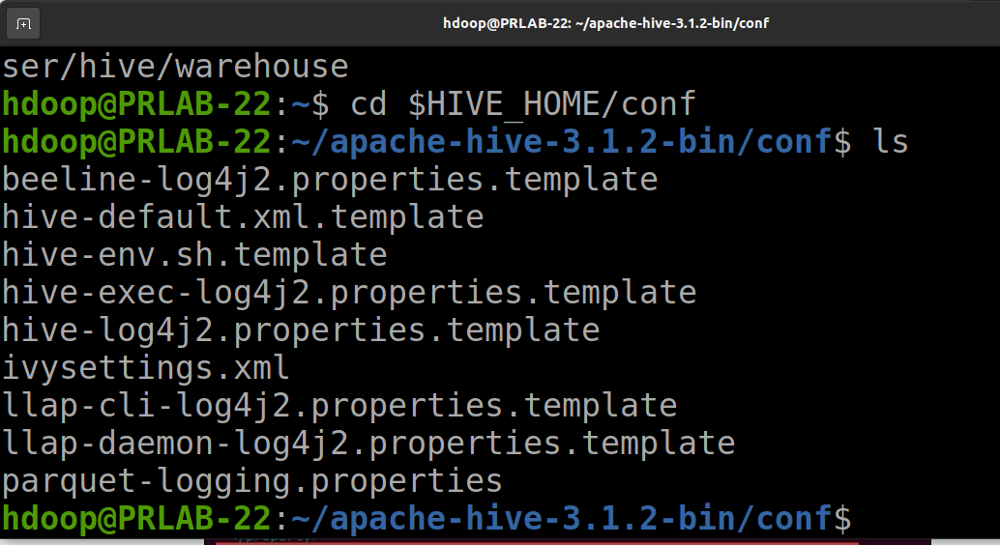 hdoop@PRLAB-22: ~/apache-hive-3.1.2-bin/conf
ser/hive/warehouse
hdoop@PRLAB-22:~$ cd $HIVE_HOME/conf
hdoop@PRLAB-22:~/apache-hive-3.1.2-bin/conf$ ls
beeline-log4j2.properties.template
hive-default.xml.template
hive-env.sh.template
hive-exec-log4j2.properties.template
hive-log4j2.properties.template
ivysettings.xml
llap-cli-log4j2.properties.template
llap-daemon-log4j2.properties.template
parquet-logging.properties
hdoop@PRLAB-22:~/apache-hive-3.1.2-bin/conf$